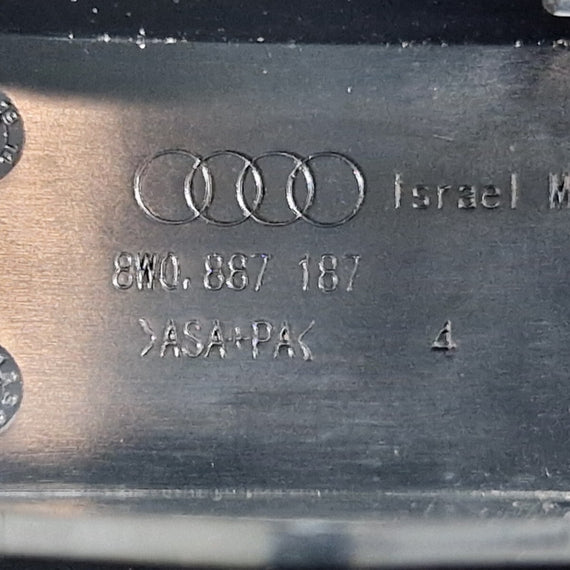 Israel M
8W0.887 187
>ASA+PA<
4